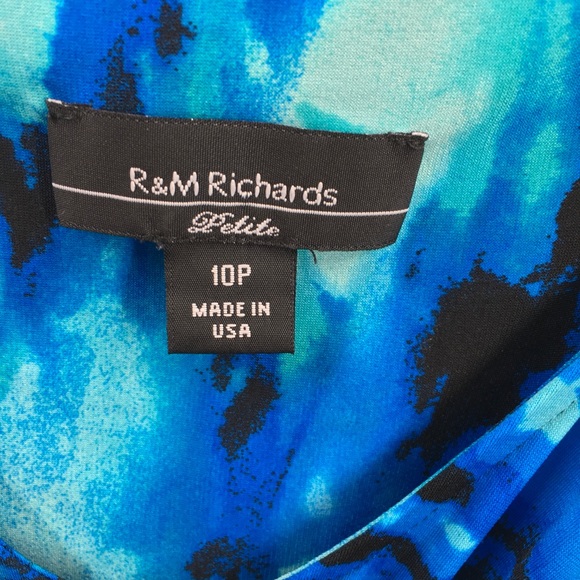 R&M Richards
Petite
10P
MADE IN
USA